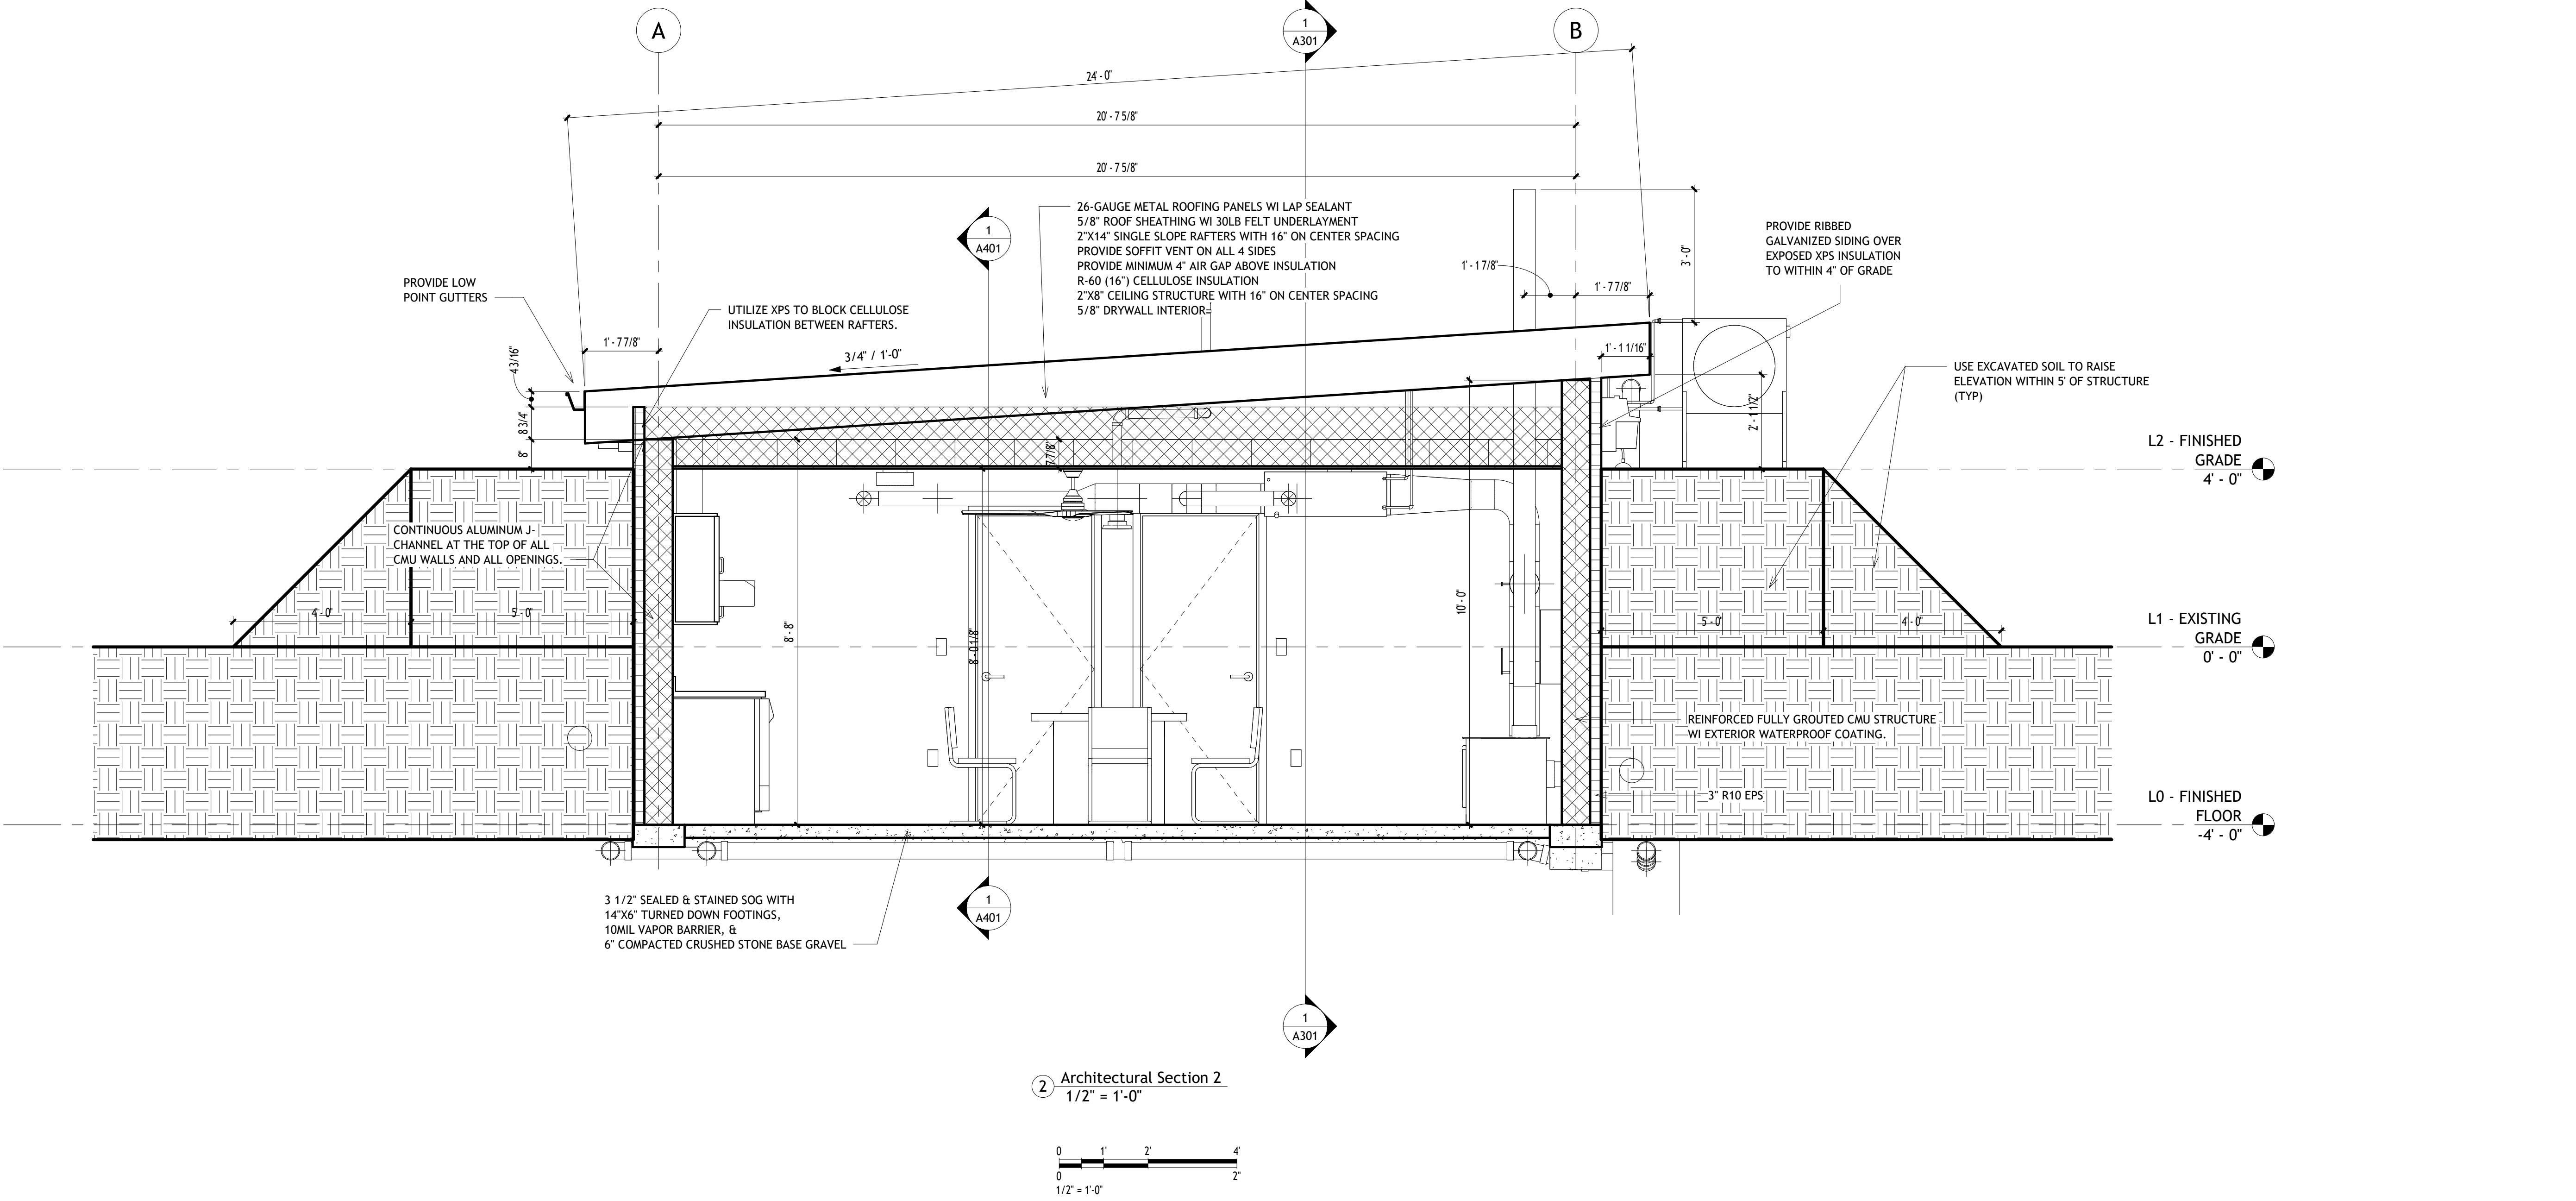 A
1
A301
B
24' - 0"
20' - 7 5/8"
20' - 7 5/8"
26-GAUGE METAL ROOFING PANELS WI LAP SEALANT
5/8" ROOF SHEATHING WI 30LB FELT UNDERLAYMENT
2"X14" SINGLE SLOPE RAFTERS WITH 16" ON CENTER SPACING
PROVIDE SOFFIT VENT ON ALL 4 SIDES
PROVIDE MINIMUM 4" AIR GAP ABOVE INSULATION
R-60 (16") CELLULOSE INSULATION
2"X8" CEILING STRUCTURE WITH 16" ON CENTER SPACING
5/8" DRYWALL INTERIOR
1
A401
PROVIDE RIBBED
GALVANIZED SIDING OVER
EXPOSED XPS INSULATION
TO WITHIN 4" OF GRADE
3' - 0"
1' - 1 7/8"
1' - 7 7/8"
PROVIDE LOW
POINT GUTTERS
UTILIZE XPS TO BLOCK CELLULOSE
INSULATION BETWEEN RAFTERS.
1' - 7 7/8"
3/4" / 1'-0"
1' - 1 1/16"
4 3/16"
8 3/4"
8"
USE EXCAVATED SOIL TO RAISE
ELEVATION WITHIN 5' OF STRUCTURE
(TYP)
2' - 1 1/2"
7 7/8"
L2 - FINISHED
GRADE
4' - 0"
CONTINUOUS ALUMINUM J-
CHANNEL AT THE TOP OF ALL
CMU WALLS AND ALL OPENINGS.
4' - 0"
5' - 0"
8' - 8"
8' - 0 1/8"
10' - 0"
5' - 0"
4' - 0"
L1 - EXISTING
GRADE
0' - 0"
REINFORCED FULLY GROUTED CMU STRUCTURE
WI EXTERIOR WATERPROOF COATING.
3" R10 EPS
L0 - FINISHED
FLOOR
-4' - 0"
3 1/2" SEALED & STAINED SOG WITH
14"X6" TURNED DOWN FOOTINGS,
10MIL VAPOR BARRIER, &
6" COMPACTED CRUSHED STONE BASE GRAVEL
1
A401
1
A301
2
Architectural Section 2
1/2" = 1'-0"
0 1' 2' 4'
0 2"
1/2" = 1'-0"